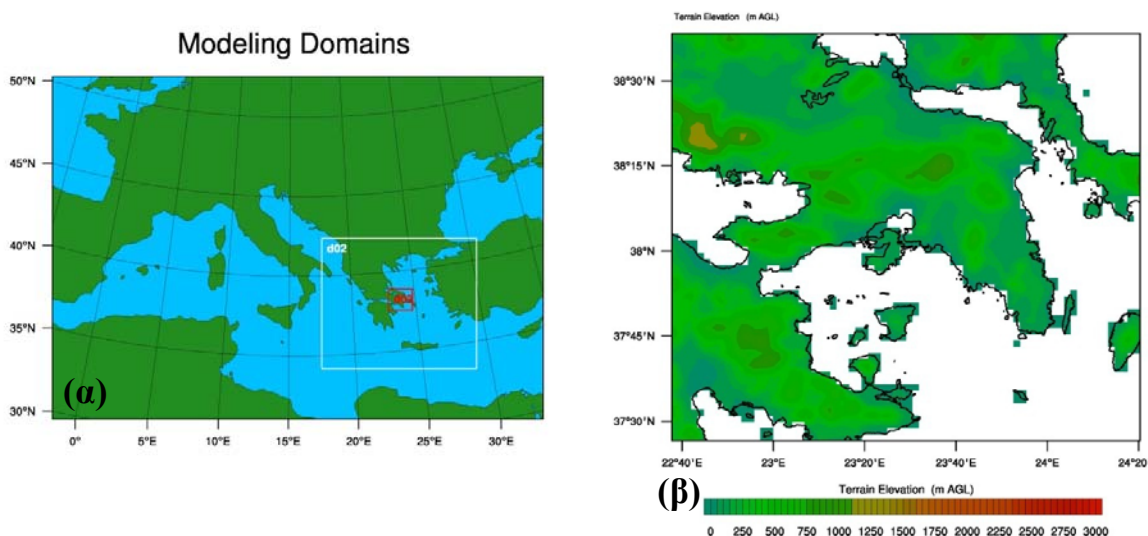 Modeling Domains
50°N
45°N
40°N
35°N
30°N
0°
5°E
10°E
15°E
20°E
25°E
30°E
d02
(α)
Terrain Elevation (m AGL)
38°30'N
38°15'N
38°N
37°45'N
37°30'N
22°40'E
23°E
23°20'E
23°40'E
24°E
24°20
(β)
Terrain Elevation (m AGL)
0 250 500 750 1000 1250 1500 1750 2000 2250 2500 2750 3000